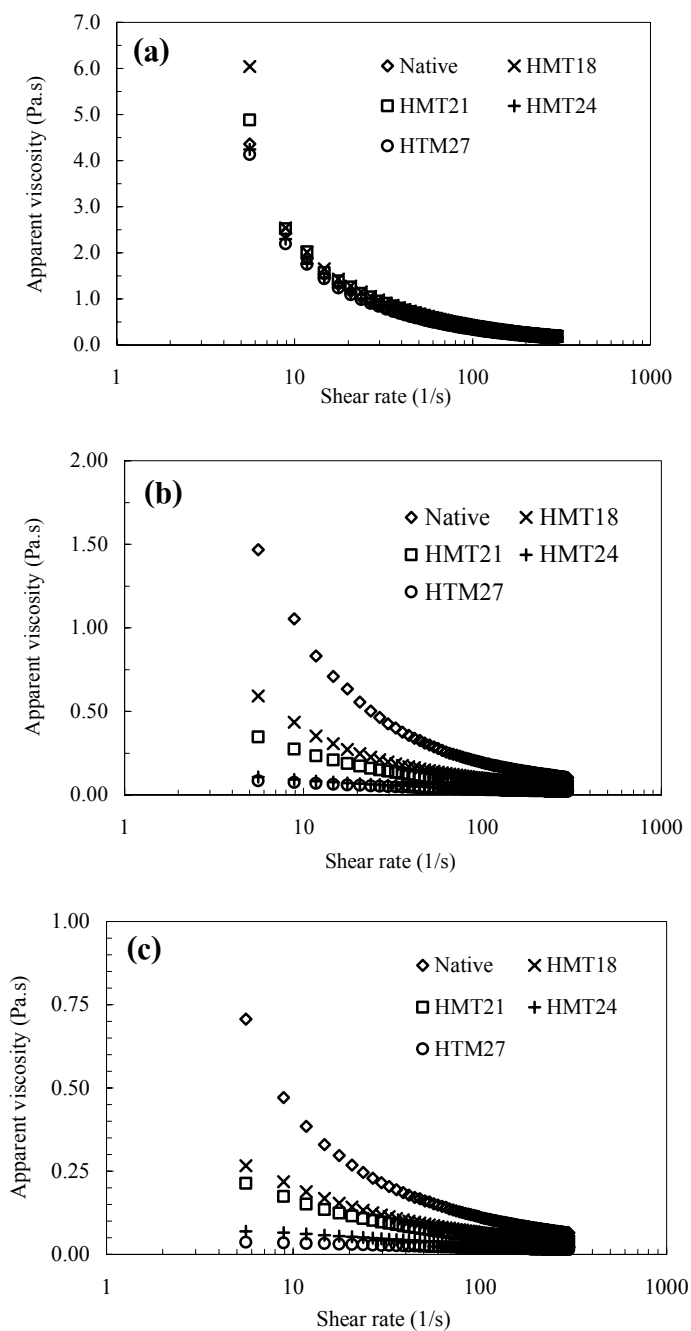 (a)
Native HMT18
HMT21 HMT24
HTM27
Apparent viscosity (Pa.s)
7.0
6.0
5.0
4.0
3.0
2.0
1.0
0.0
1 10 100 1000
Shear rate (1/s)
(b)
Native HMT18
HMT21 HMT24
HTM27
Apparent viscosity (Pa.s)
2.00
1.50
1.00
0.50
0.00
1 10 100 1000
Shear rate (1/s)
(c)
Native HMT18
HMT21 HMT24
HTM27
Apparent viscosity (Pa.s)
1.00
0.75
0.50
0.25
0.00
1 10 100 1000
Shear rate (1/s)